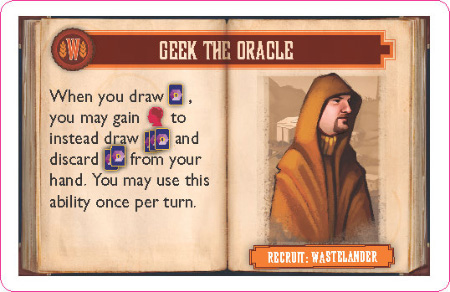 W
GEEK THE ORACLE
When you draw ,
you may gain to
instead draw and
discard from your
hand. You may use this
ability once per turn.
RECRUIT: WASTELANDER